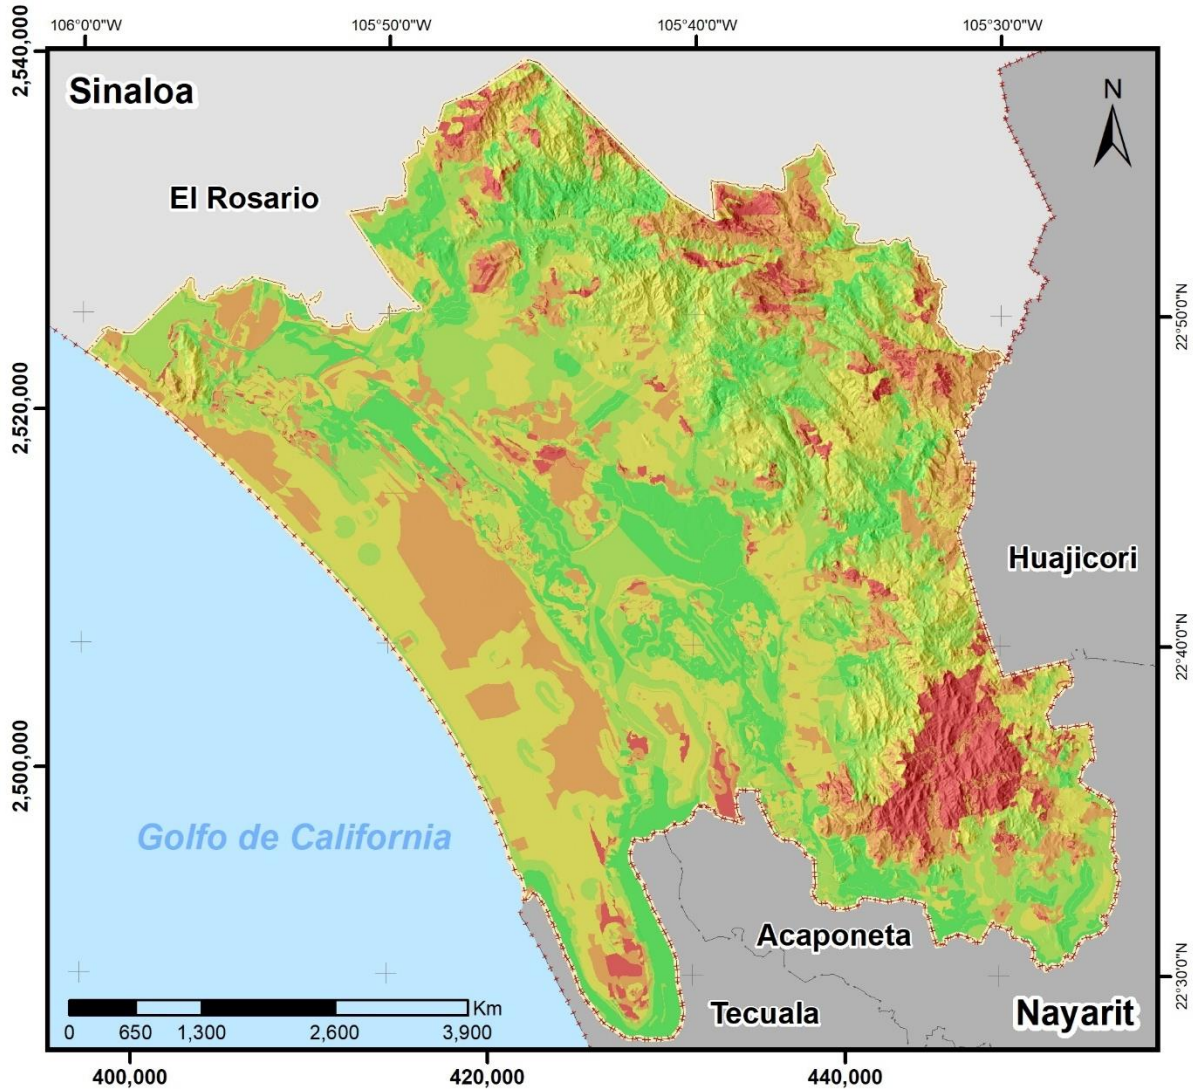 106°0'0"W 105°50'0"W 105°40'0"W 105°30'0"W
2,540,000
Sinaloa
N
El Rosario
22°50'0"N
2,520,000
Huajicori
22°40'0"N
2,500,000
Golfo de California
Acaponeta
22°30'0"N
Km
Tecuala
Nayarit
0 650 1,300 2,600 3,900
400,000 420,000 440,000